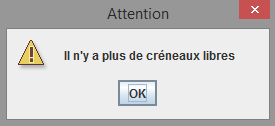 Attention
Il n'y a plus de créneaux libres
OK